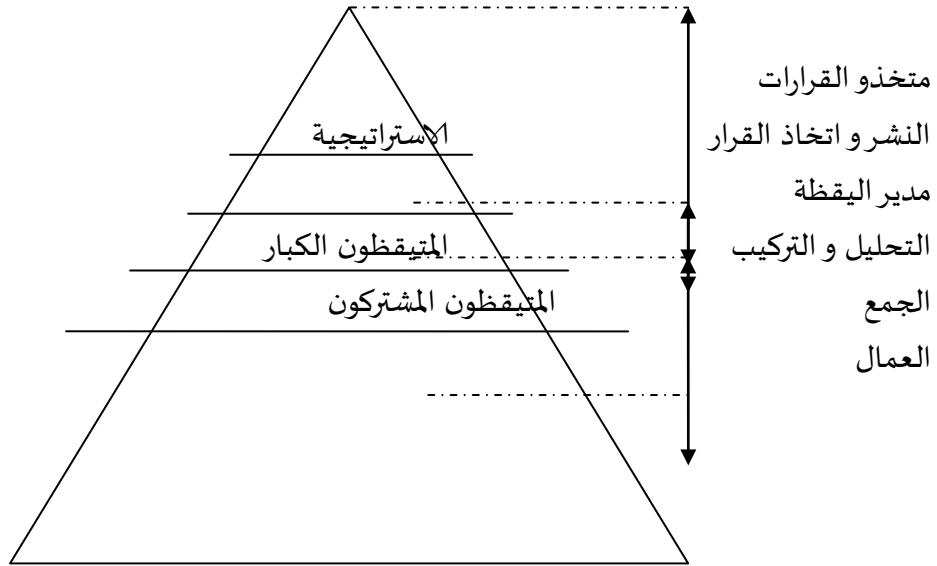 متخذو القرارات
الاستراتيجية
النشر و اتخاذ القرار
مدير اليقظة
المتيقظون الكبار
التحليل و التركيب
المتيقظون المشتركون
الجمع
العمال